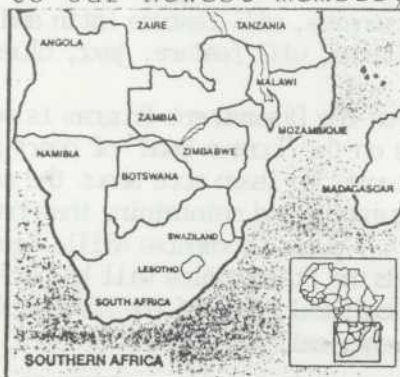 ZAIRE
TANZANIA
ANGOLA
MALAWI
ZAMBIA
MOZAMBIQUE
NAMIBIA
ZIMBABWE
BOTSWANA
MADAGASCAR
SWAZILAND
LESOTHO
SOUTH AFRICA
SOUTHERN AFRICA